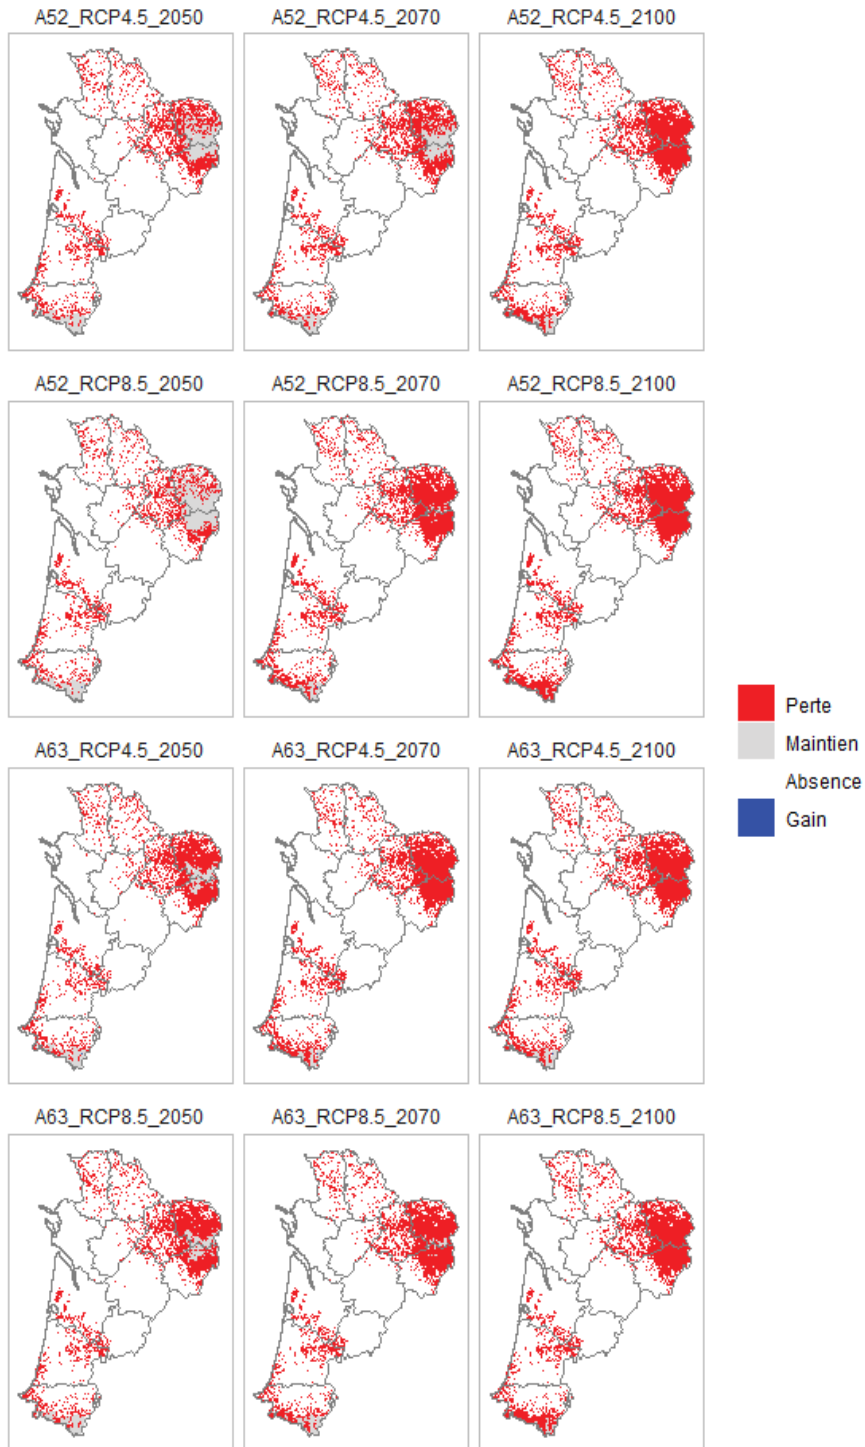 A52_RCP4.5_2050
A52_RCP4.5_2070
A52_RCP4.5_2100
A52_RCP8.5_2050
A52_RCP8.5_2070
A52_RCP8.5_2100
Perte
Maintien
Absence
Gain
A63_RCP4.5_2050
A63_RCP4.5_2070
A63_RCP4.5_2100
A63_RCP8.5_2050
A63_RCP8.5_2070
A63_RCP8.5_2100